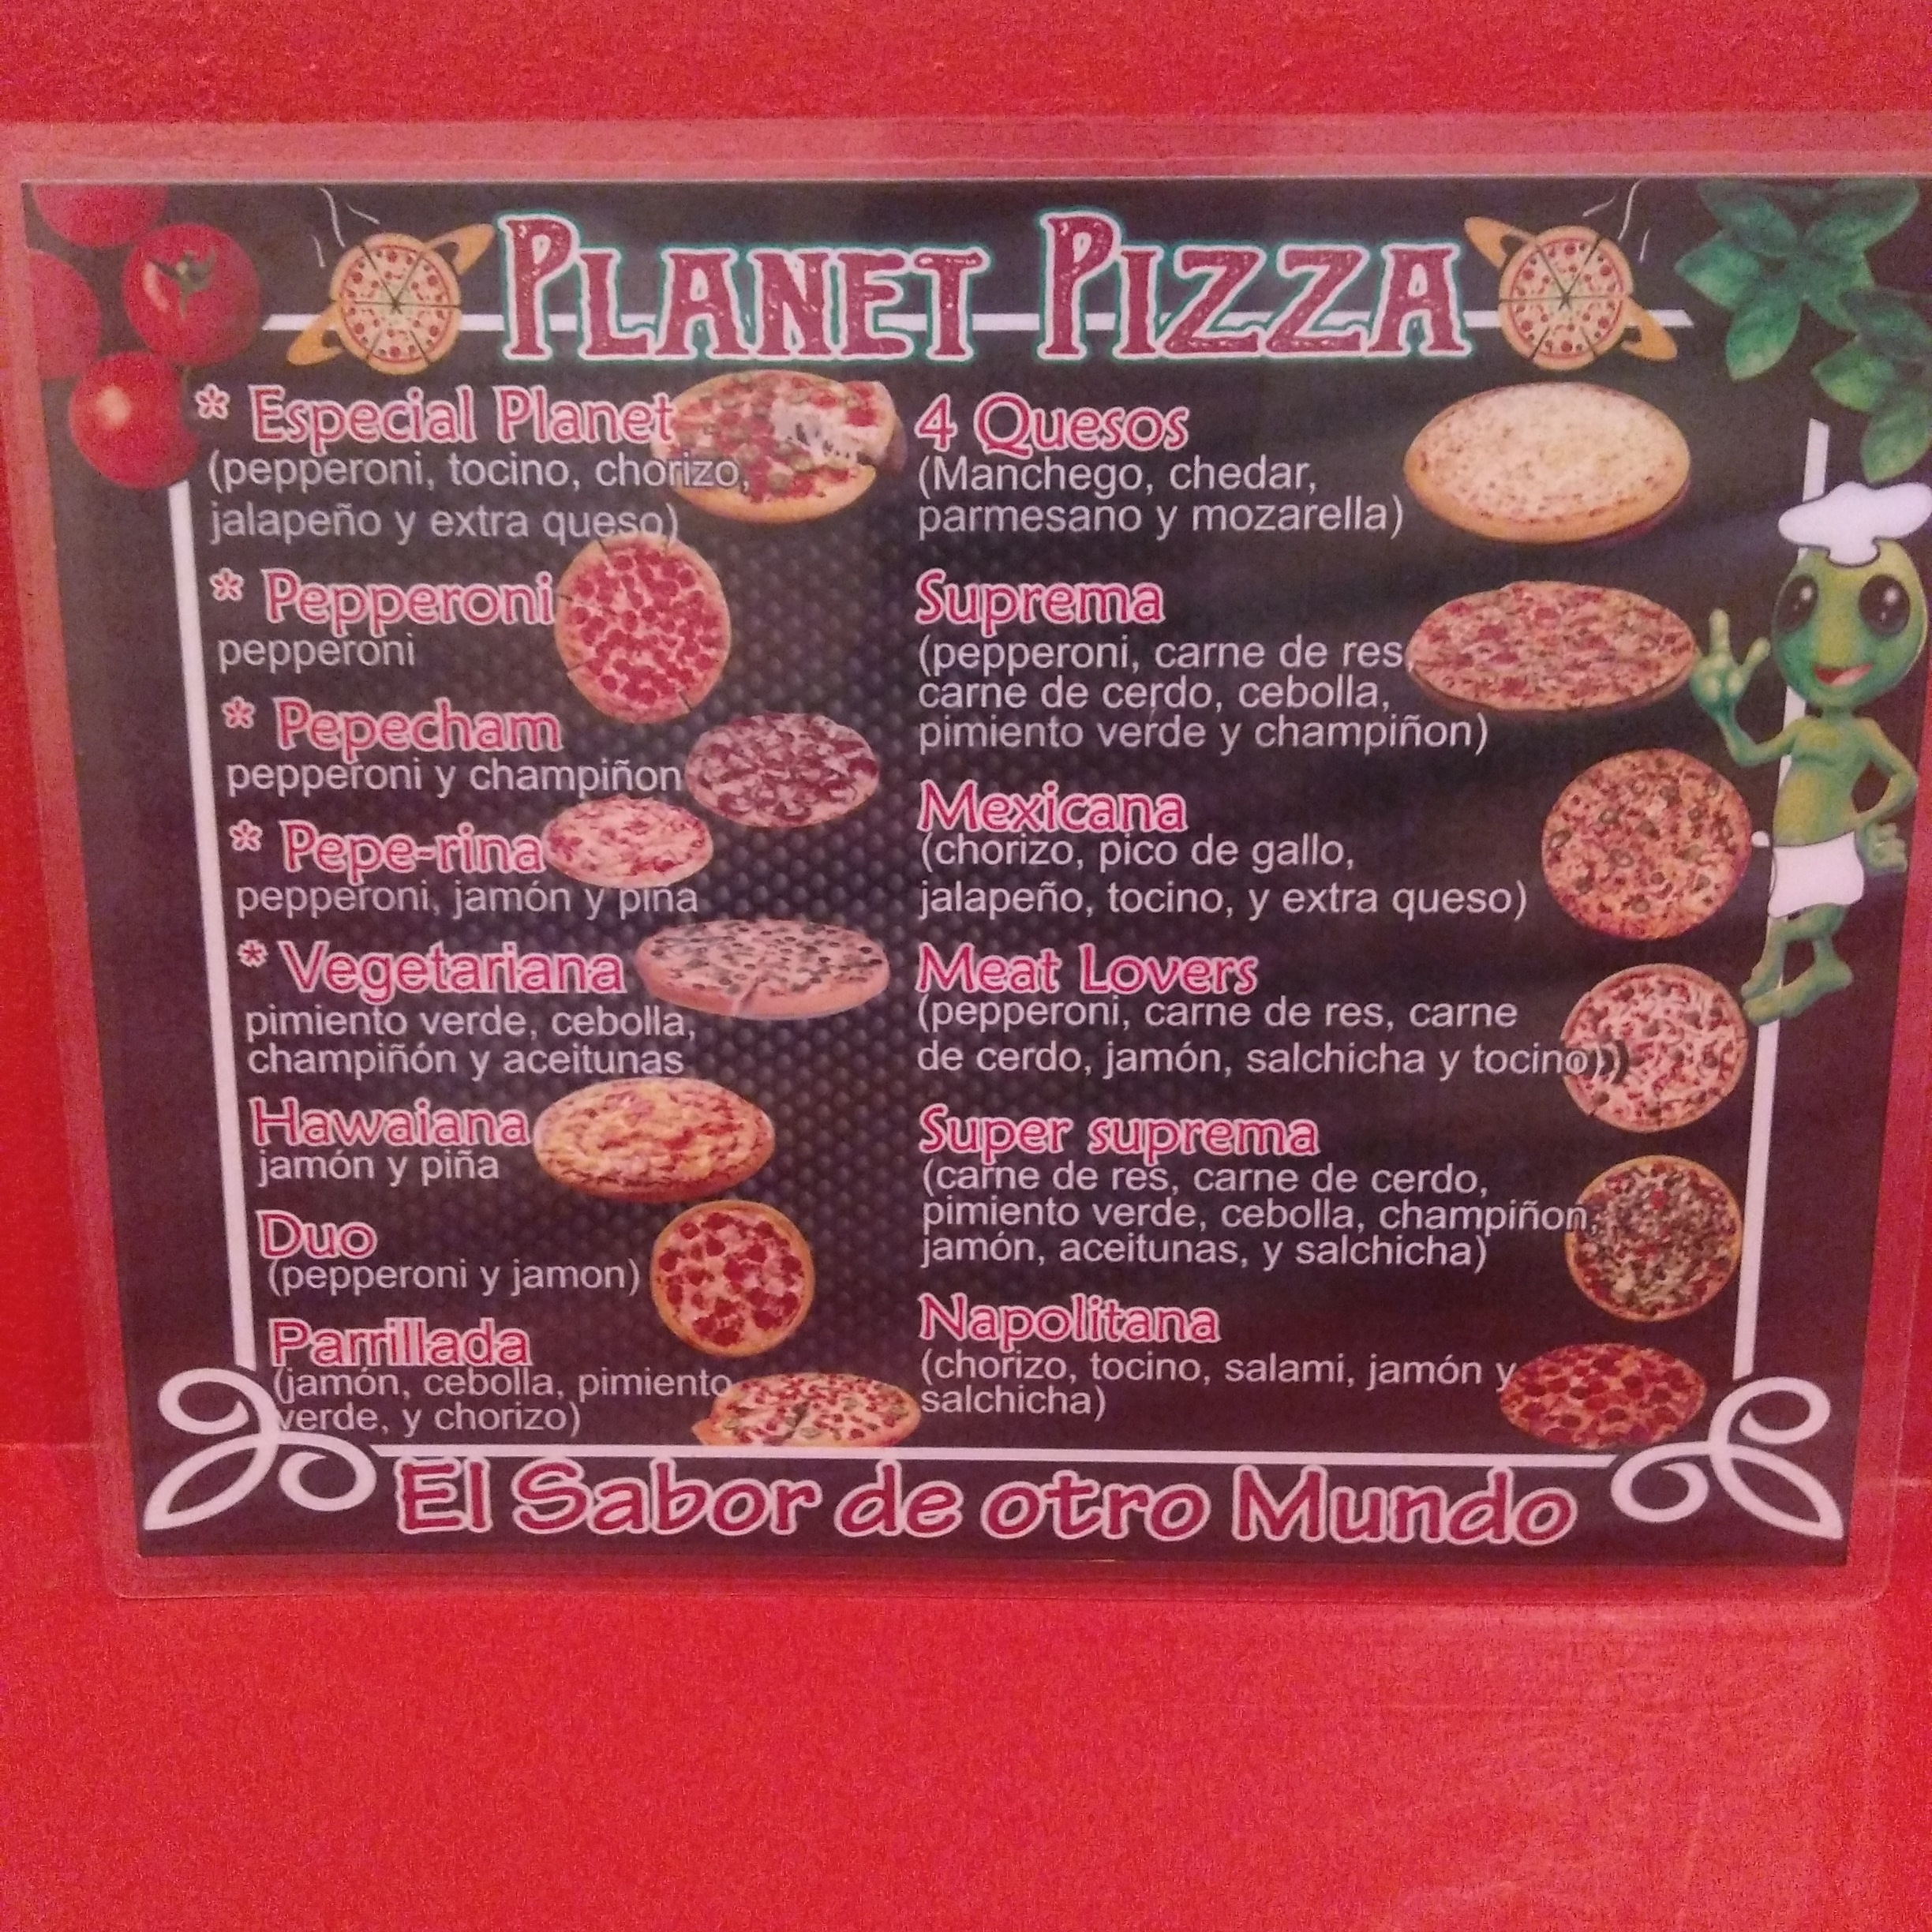 PLANET PIZZA
* Especial Planet
(pepperoni, tocino, chorizo,
jalapeño y extra queso)
* Pepperoni
pepperoni
* Pepecham
pepperoni y champiñon
* Pepe-rina
pepperoni, jamón y piña
* Vegetariana
pimiento verde, cebolla,
champiñón y aceitunas
Hawaiana
jamón y piña
Duo
(pepperoni y jamon)
Parrillada
(jamón, cebolla, pimiento
verde, y chorizo)
4 Quesos
(Manchego, chedar,
parmesano y mozarella)
Suprema
(pepperoni, carne de res,
carne de cerdo, cebolla,
pimiento verde y champiñon)
Mexicana
(chorizo, pico de gallo,
jalapeño, tocino, y extra queso)
Meat Lovers
(pepperoni, carne de res, carne
de cerdo, jamón, salchicha y tocino))
Super suprema
(carne de res, carne de cerdo,
pimiento verde, cebolla, champiñon,
jamón, aceitunas, y salchicha)
Napolitana
(chorizo, tocino, salami, jamón y
salchicha)
El Sabor de otro Mundo